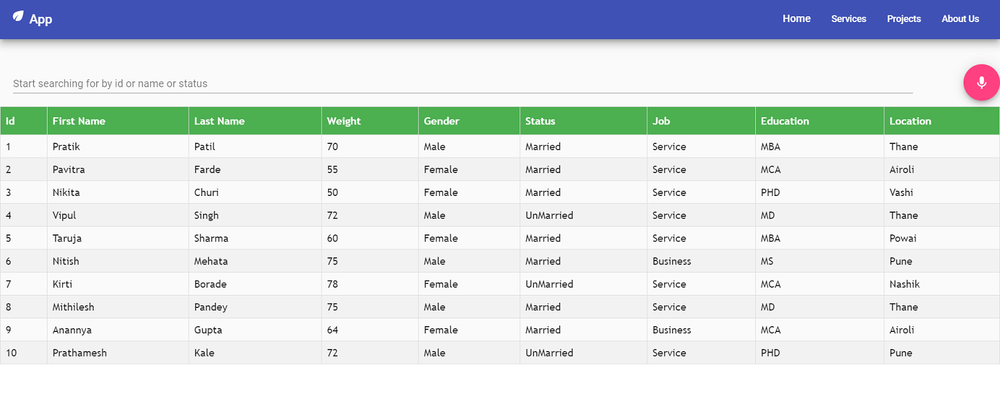 App Home Services Projects About Us
Start searching for by id or name or status
Id First Name Last Name Weight Gender Status Job Education Location
1 Pratik Patil 70 Male Married Service MBA Thane
2 Pavitra Farde 55 Female Married Service MCA Airoli
3 Nikita Churi 50 Female Married Service PHD Vashi
4 Vipul Singh 72 Male UnMarried Service MD Thane
5 Taruja Sharma 60 Female Married Service MBA Powai
6 Nitish Mehata 75 Male Married Business MS Pune
7 Kirti Borade 78 Female UnMarried Service MCA Nashik
8 Mithilesh Pandey 75 Male Married Service MD Thane
9 Anannya Gupta 64 Female Married Business MCA Airoli
10 Prathamesh Kale 72 Male UnMarried Service PHD Pune